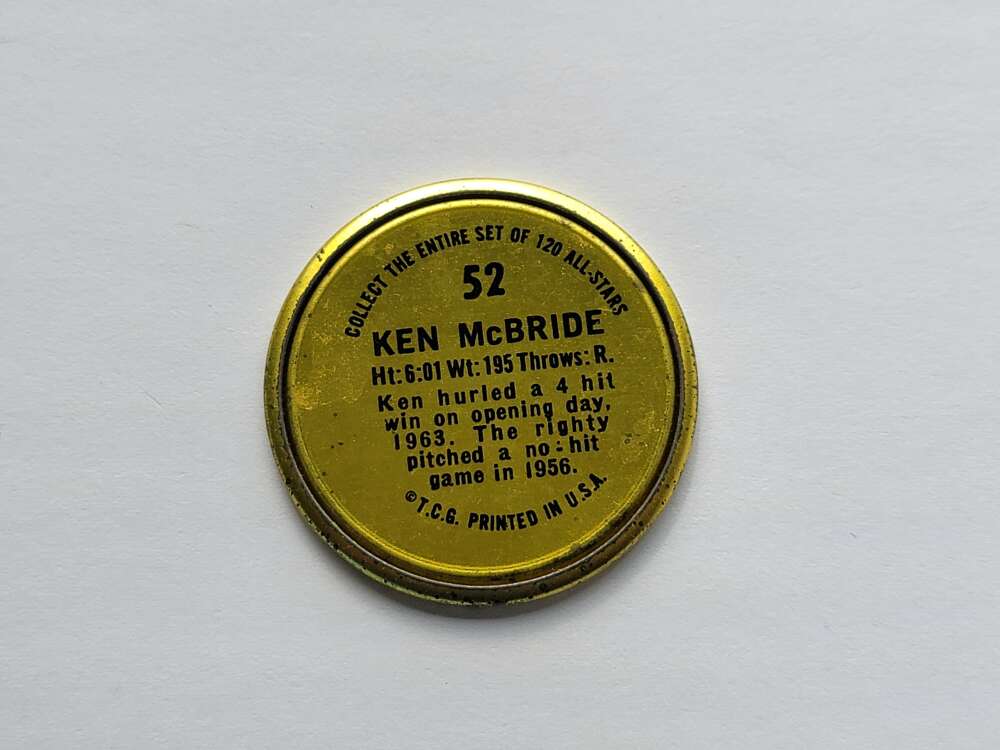 COLLECT THE ENTIRE SET OF 120 ALL-STARS
52
KEN McBRIDE
Ht:6:01 Wt:195 Throws: R.
Ken hurled a 4 hit
win on opening day,
1963. The righty
pitched a no-hit
game in 1956.
©T.C.G. PRINTED IN U.S.A.